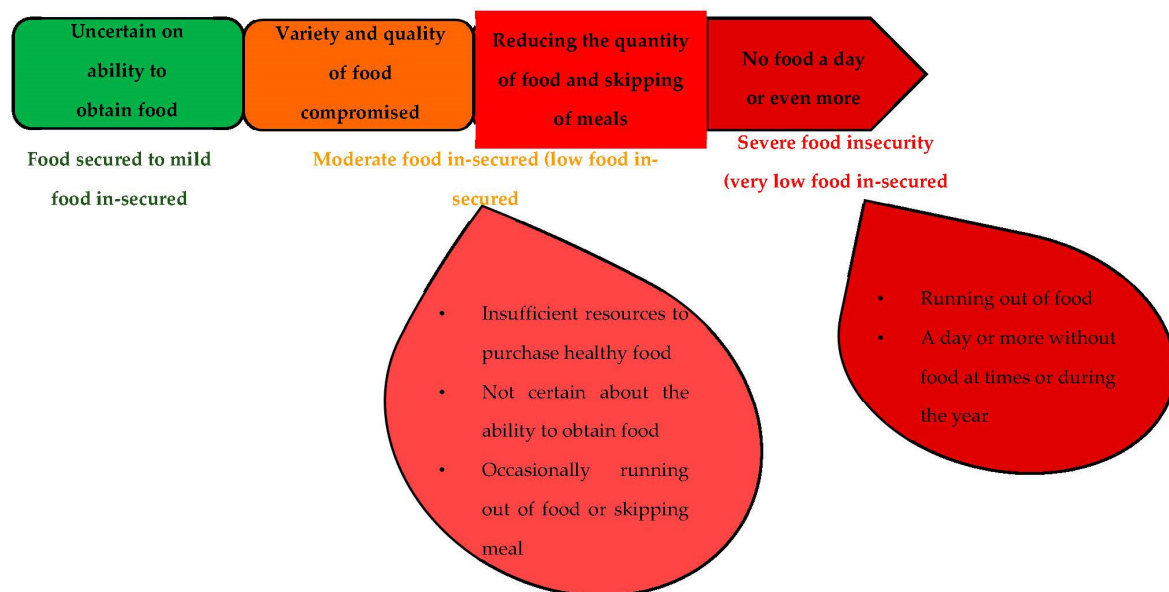 Uncertain on
ability to
obtain food
Variety and quality
of food
compromised
Reducing the quantity
of food and skipping
of meals
No food a day
or even more
Food secured to mild
food in-secured
Moderate food in-secured (low food in-
secured
Severe food insecurity
(very low food in-secured
• Insufficient resources to
purchase healthy food
• Not certain about the
ability to obtain food
• Occasionally running
out of food or skipping
meal
• Running out of food
• A day or more without
food at times or during
the year